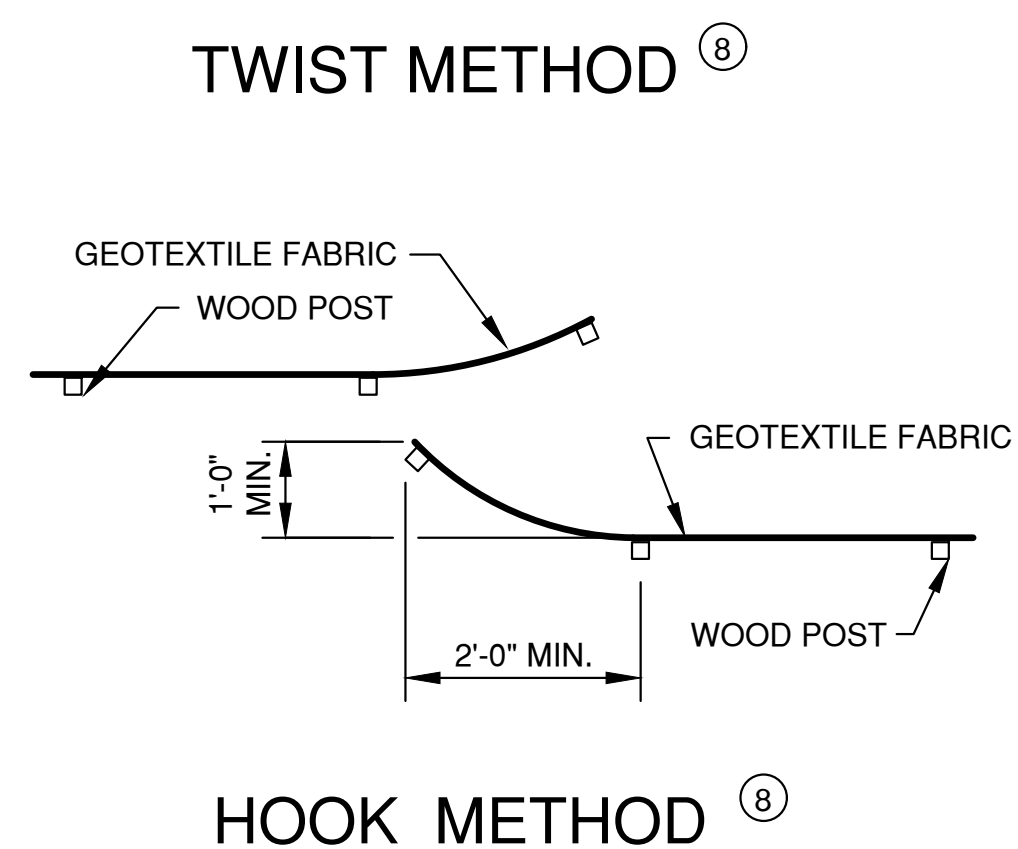 TWIST METHOD 8
GEOTEXTILE FABRIC
WOOD POST
GEOTEXTILE FABRIC
1'-0"
MIN.
WOOD POST
2'-0" MIN.
HOOK METHOD 8